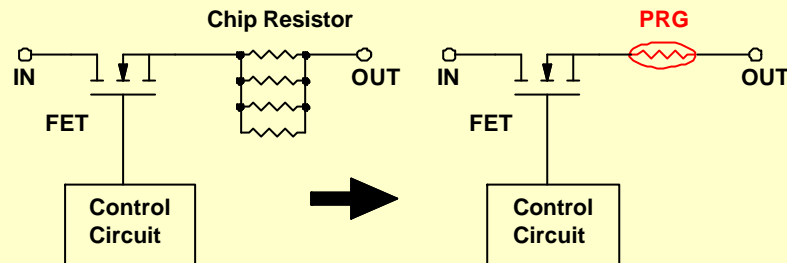 Chip Resistor
IN
OUT
FET
Control
Circuit
PRG
IN
OUT
FET
Control
Circuit